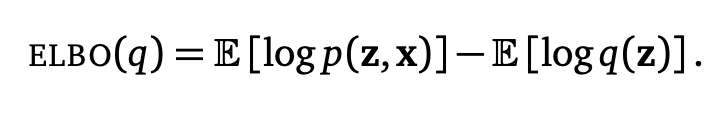 ELBO(q) = 𝔼[log p(𝐳, 𝐱)] − 𝔼[log q(𝐳)].